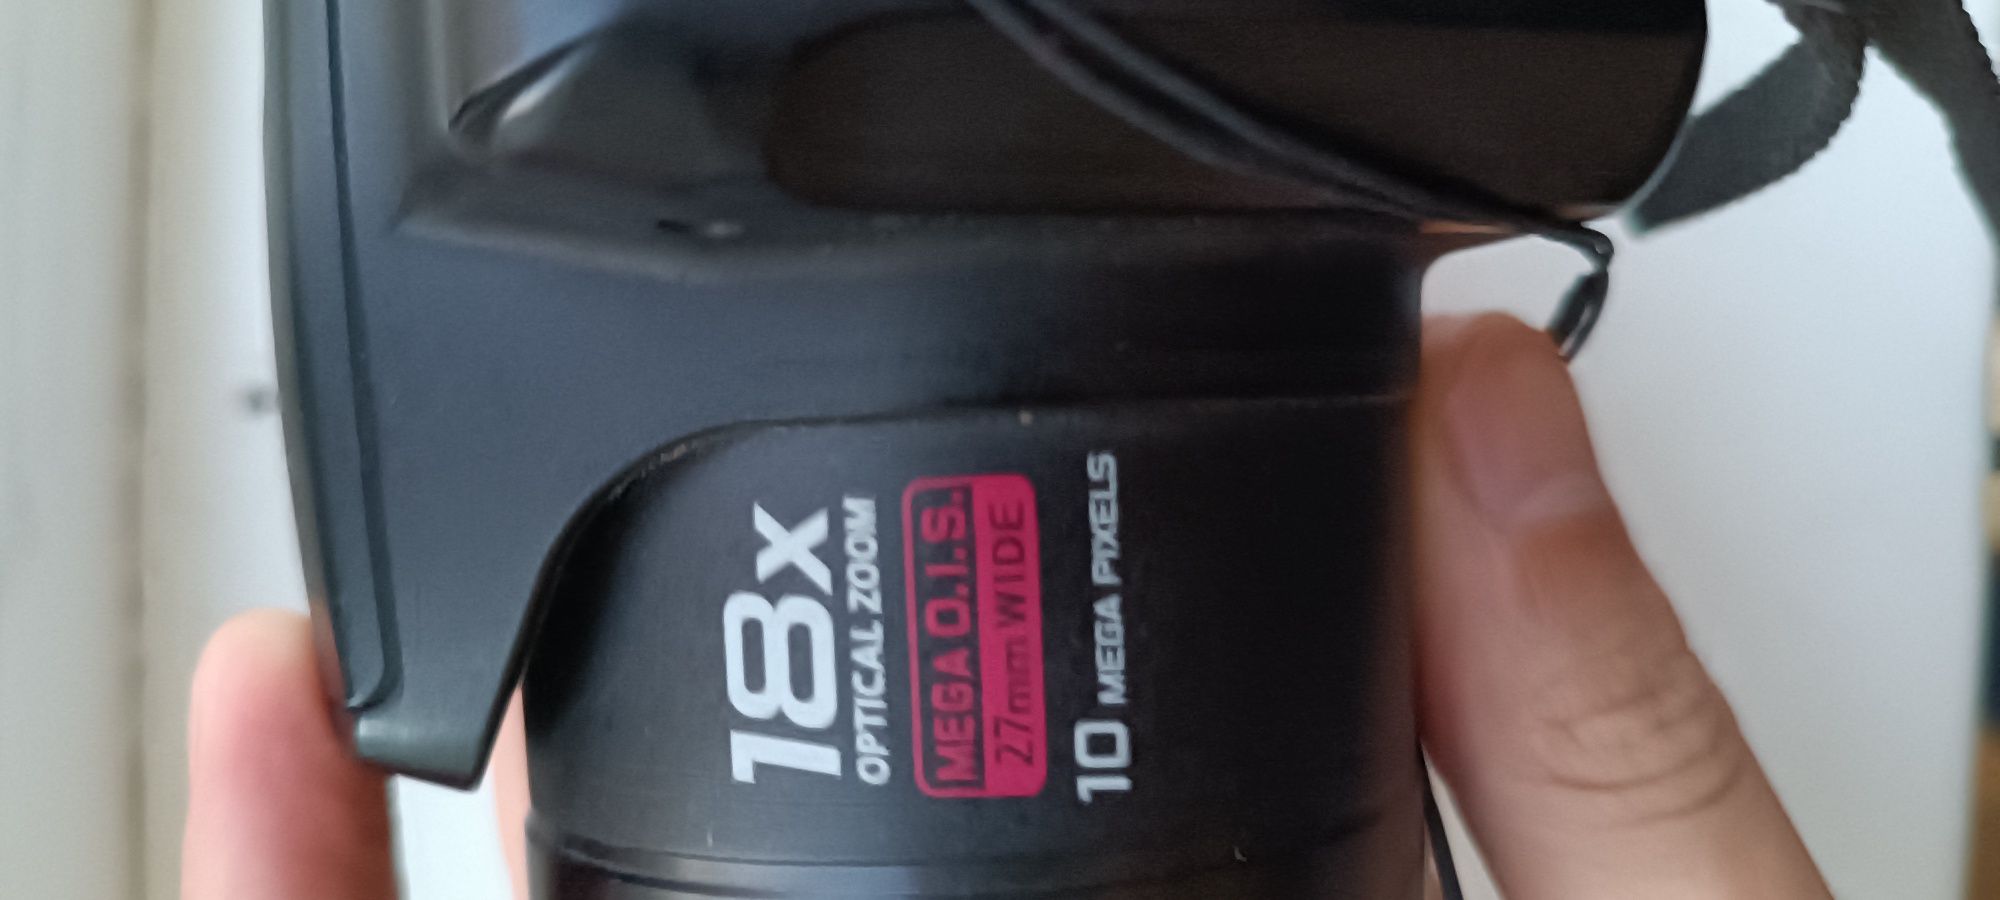 18x
OPTICAL ZOOM
MEGA O.I.S.
27mm WIDE
10 MEGA PIXELS